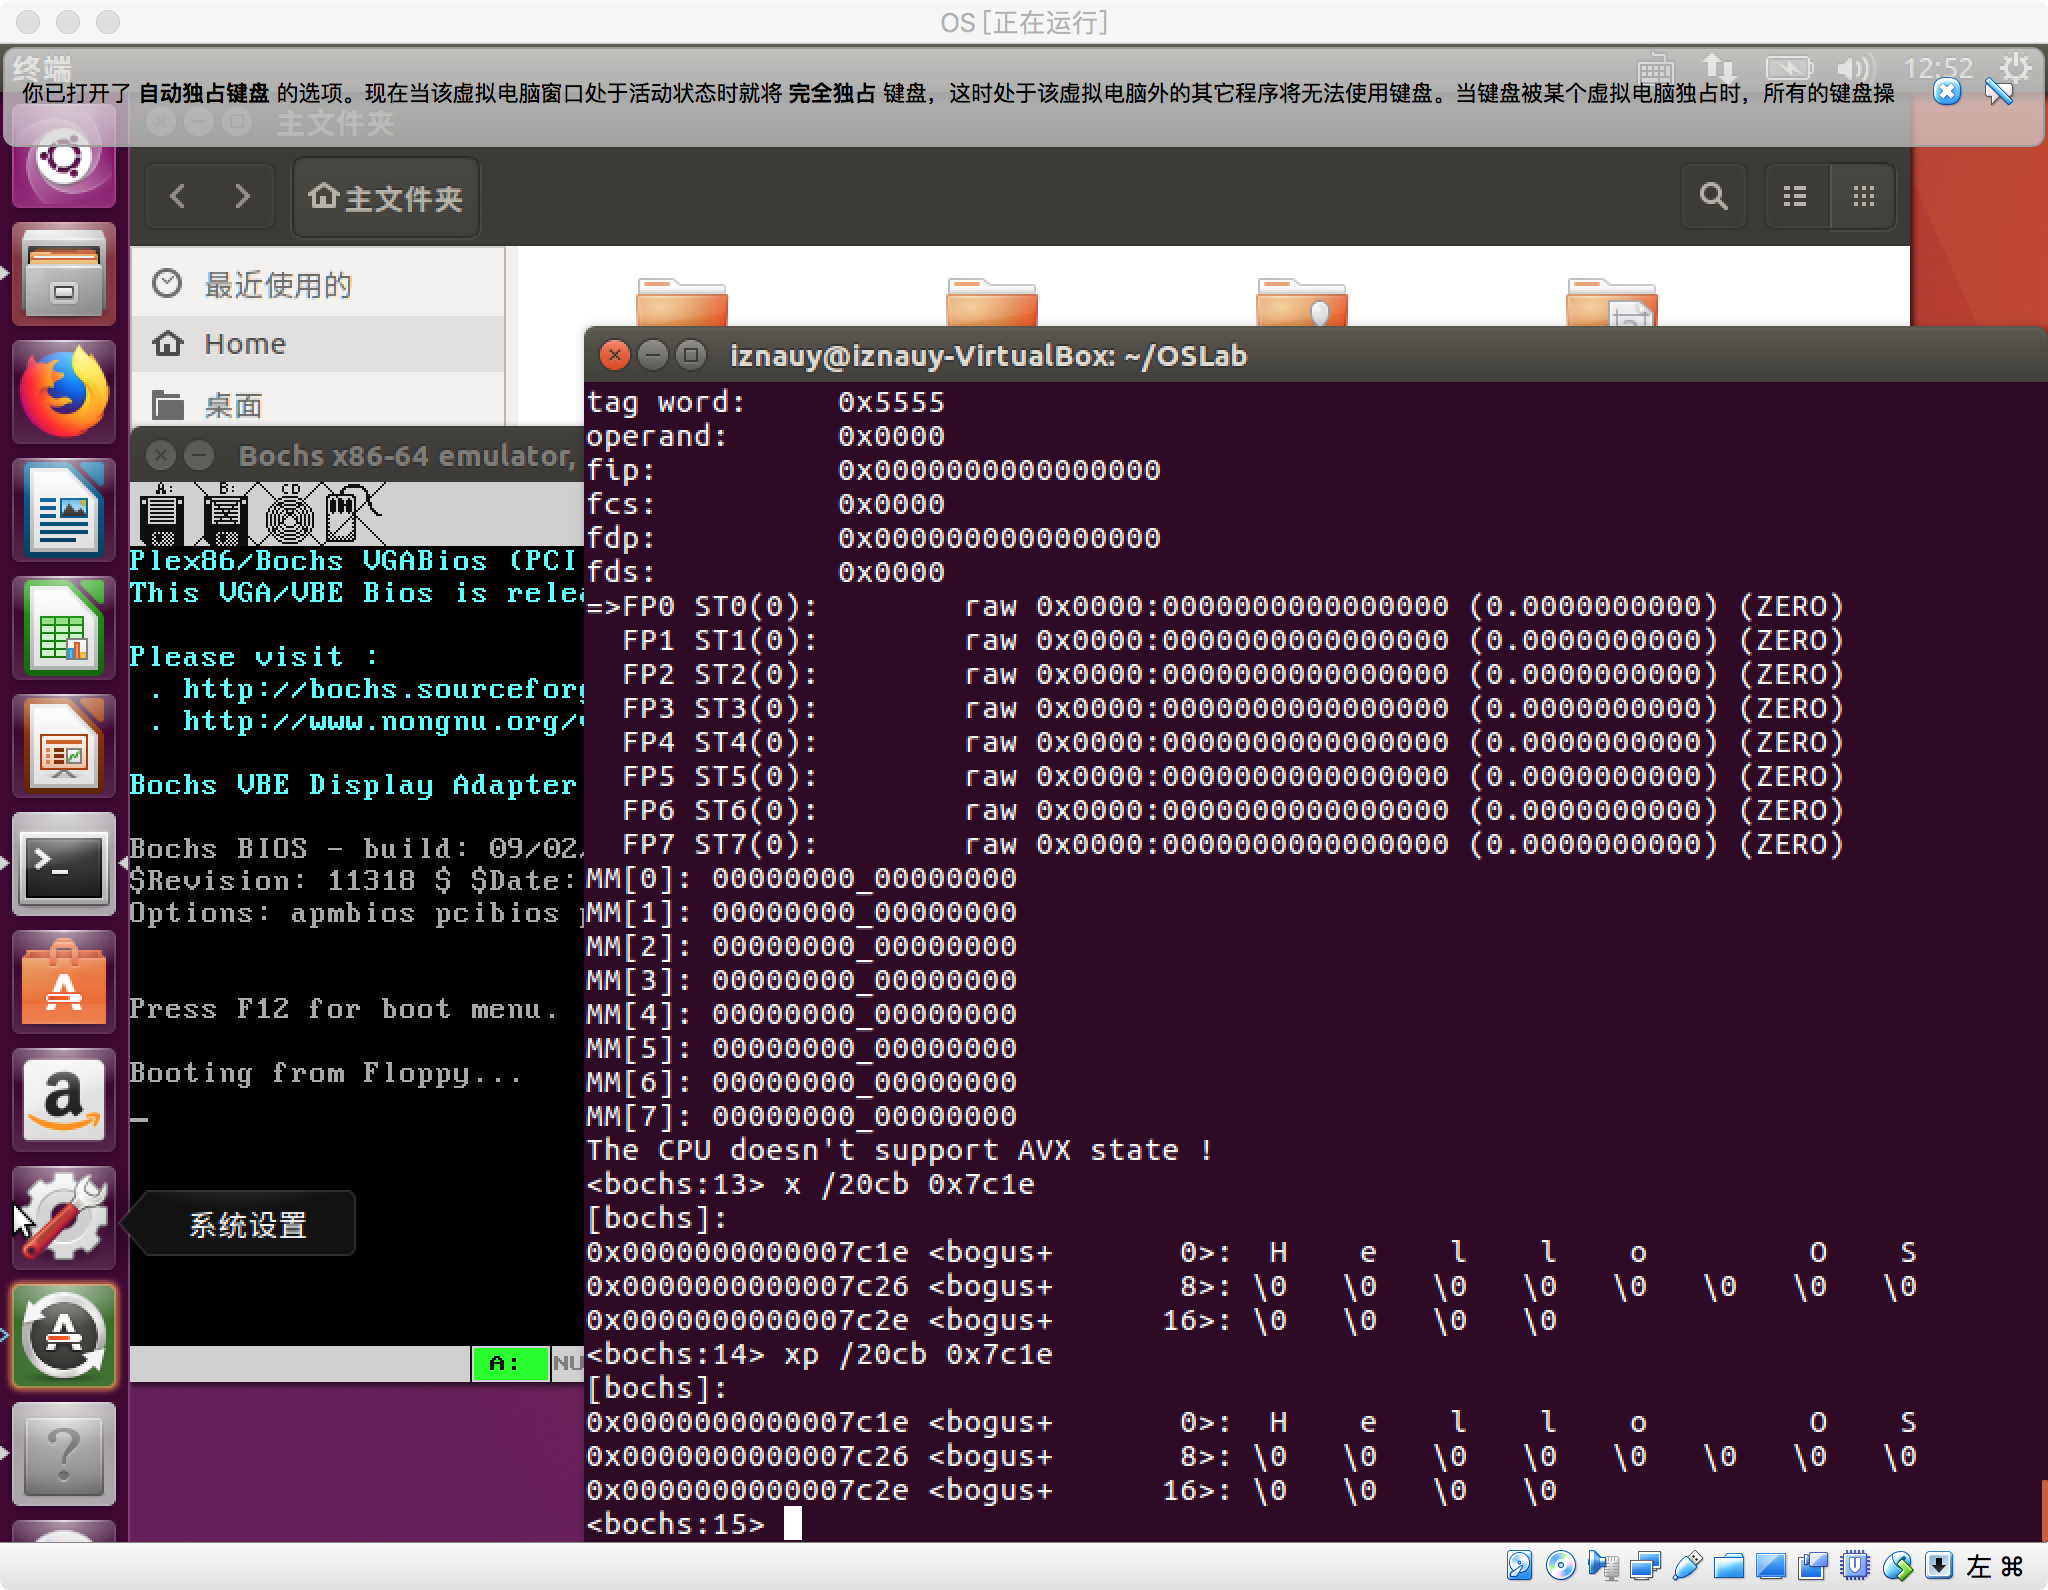 OS [正在运行]
终端
12:52
你已打开了 自动独占键盘 的选项。现在当该虚拟电脑窗口处于活动状态时就将 完全独占 键盘，这时处于该虚拟电脑外的其它程序将无法使用键盘。当键盘被某个虚拟电脑独占时，所有的键盘操
主文件夹
主文件夹
最近使用的
Home
桌面
Bochs x86-64 emulator,
A:
B:
CD
Plex86/Bochs VGABios (PCI
This VGA/VBE Bios is relea
Please visit :
. http://bochs.sourceforg
. http://www.nongnu.org/v
Bochs VBE Display Adapter
Bochs BIOS - build: 09/02/
$Revision: 11318 $ $Date:
Options: apmbios pcibios p
Press F12 for boot menu.
Booting from Floppy...
_
A:
NU
系统设置
iznauy@iznauy-VirtualBox: ~/OSLab
tag word:     0x5555
operand:      0x0000
fip:          0x0000000000000000
fcs:          0x0000
fdp:          0x0000000000000000
fds:          0x0000
=>FP0 ST0(0):        raw 0x0000:0000000000000000 (0.0000000000) (ZERO)
  FP1 ST1(0):        raw 0x0000:0000000000000000 (0.0000000000) (ZERO)
  FP2 ST2(0):        raw 0x0000:0000000000000000 (0.0000000000) (ZERO)
  FP3 ST3(0):        raw 0x0000:0000000000000000 (0.0000000000) (ZERO)
  FP4 ST4(0):        raw 0x0000:0000000000000000 (0.0000000000) (ZERO)
  FP5 ST5(0):        raw 0x0000:0000000000000000 (0.0000000000) (ZERO)
  FP6 ST6(0):        raw 0x0000:0000000000000000 (0.0000000000) (ZERO)
  FP7 ST7(0):        raw 0x0000:0000000000000000 (0.0000000000) (ZERO)
MM[0]: 00000000_00000000
MM[1]: 00000000_00000000
MM[2]: 00000000_00000000
MM[3]: 00000000_00000000
MM[4]: 00000000_00000000
MM[5]: 00000000_00000000
MM[6]: 00000000_00000000
MM[7]: 00000000_00000000
The CPU doesn't support AVX state !
<bochs:13> x /20cb 0x7c1e
[bochs]:
0x0000000000007c1e <bogus+       0>:  H    e    l    l    o         O    S
0x0000000000007c26 <bogus+       8>: \0   \0   \0   \0   \0   \0   \0   \0
0x0000000000007c2e <bogus+      16>: \0   \0   \0   \0
<bochs:14> xp /20cb 0x7c1e
[bochs]:
0x0000000000007c1e <bogus+       0>:  H    e    l    l    o         O    S
0x0000000000007c26 <bogus+       8>: \0   \0   \0   \0   \0   \0   \0   \0
0x0000000000007c2e <bogus+      16>: \0   \0   \0   \0
<bochs:15>
左 ⌘